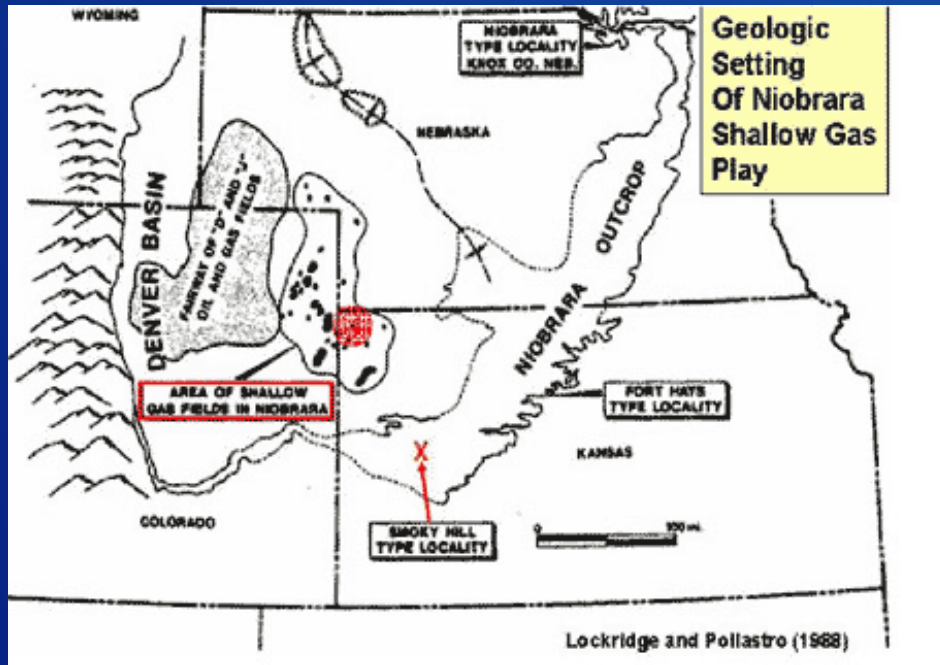 WYOMING
NIOBRARA
TYPE LOCALITY
KNOX CO. NEB.
Geologic
Setting
Of Niobrara
Shallow Gas
Play
NEBRASKA
DENVER BASIN
FAIRWAY OF "D" AND "J"
OIL AND GAS FIELDS
NIOBRARA OUTCROP
AREA OF SHALLOW
GAS FIELDS IN NIOBRARA
FORT HAYS
TYPE LOCALITY
X
KANSAS
COLORADO
SMOKY HILL
TYPE LOCALITY
0 100 mi.
Lockridge and Pollastro (1988)